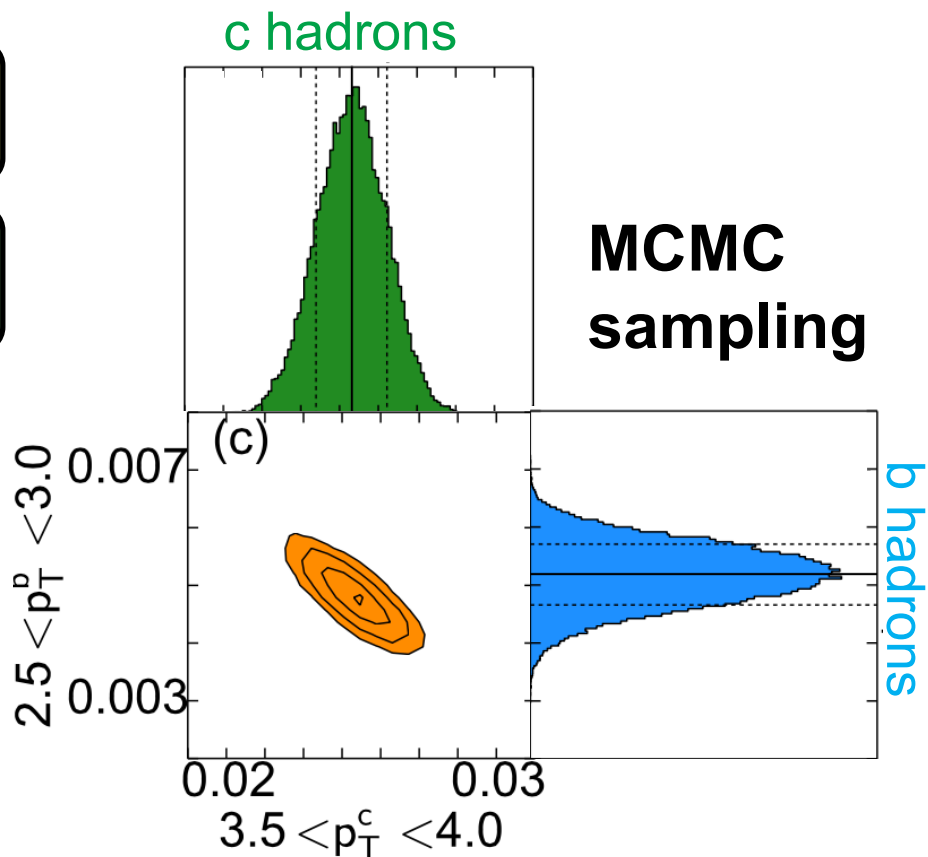 c hadrons
MCMC
sampling
(c)
0.007
0.003
2.5 <p_T^b <3.0
b hadrons
0.02
0.03
3.5 <p_T^c <4.0